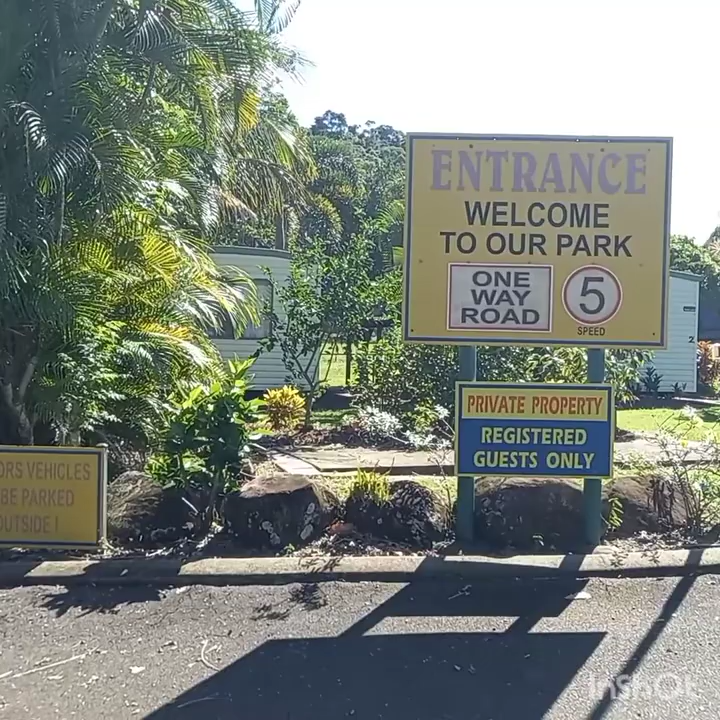 ENTRANCE
WELCOME
TO OUR PARK
ONE
WAY
ROAD
5
SPEED
2
PRIVATE PROPERTY
REGISTERED
GUESTS ONLY
ORS VEHICLES
BE PARKED
OUTSIDE !
InShot